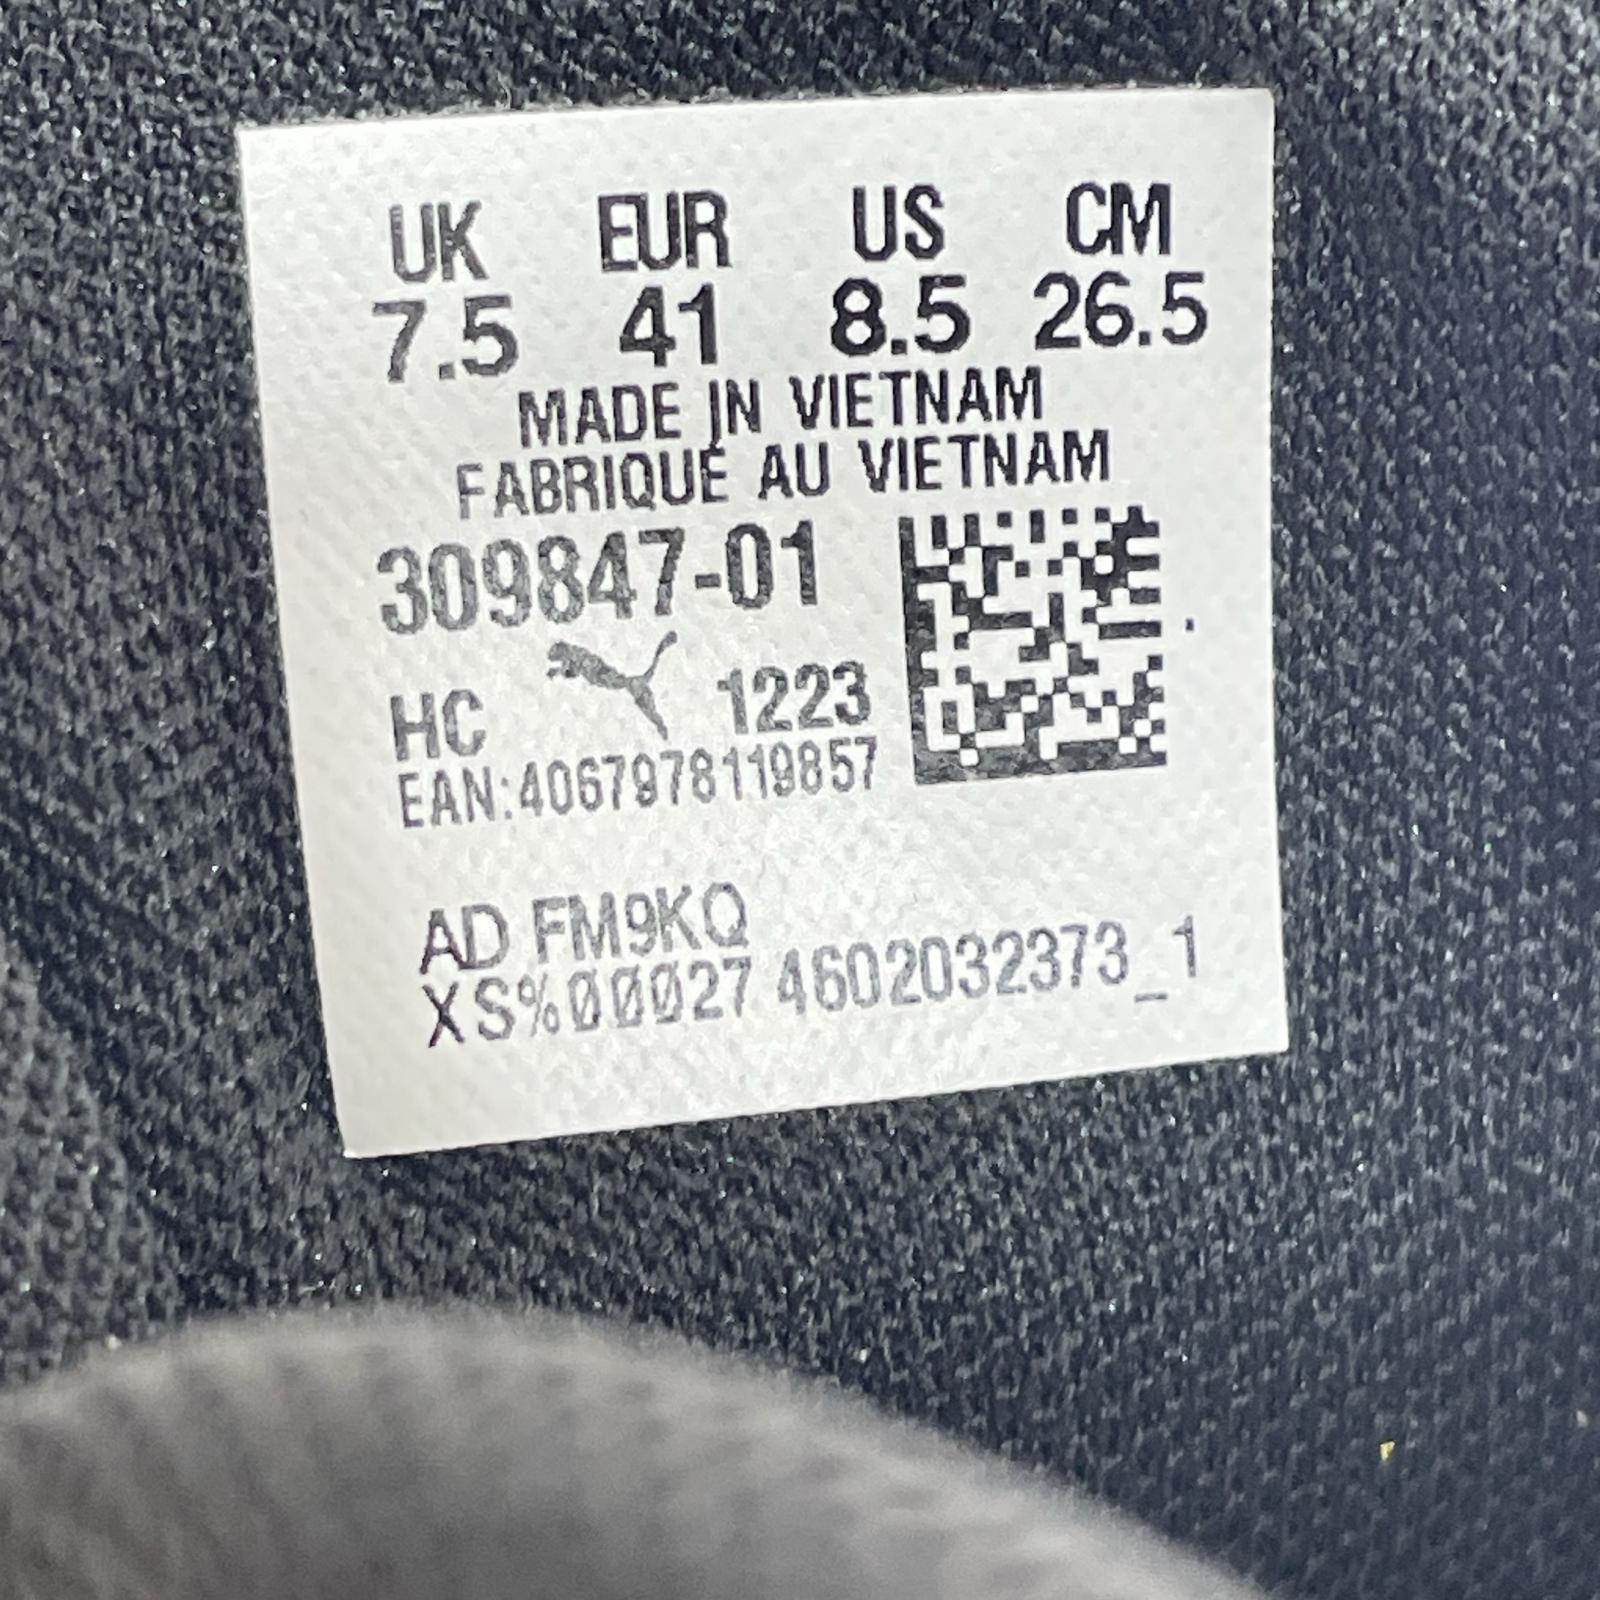 UK EUR US CM
7.5 41 8.5 26.5
MADE IN VIETNAM
FABRIQUÉ AU VIETNAM
309847-01
HC 1223
EAN:4067978119857
AD FM9KQ
XS%00027 4602032373_1